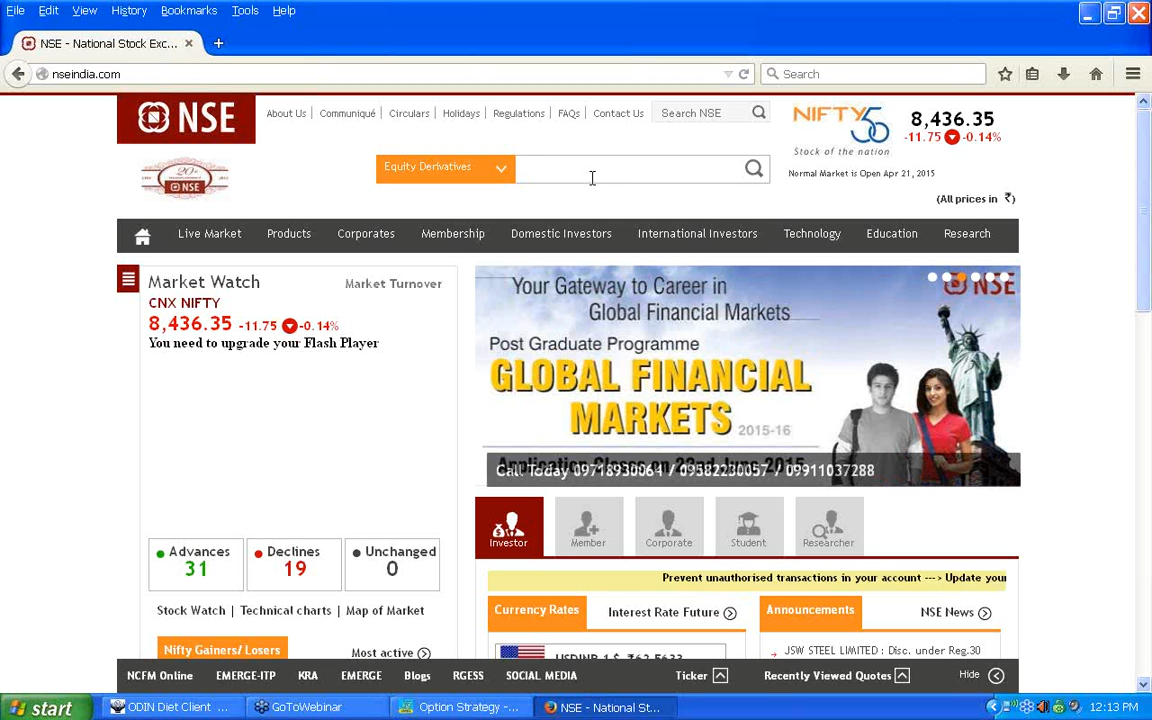 File Edit View History Bookmarks Tools Help
NSE - National Stock Exc...
nseindia.com
Search
NSE
About Us
Communiqué
Circulars
Holidays
Regulations
FAQs
Contact Us
Search NSE
NIFTY 50
Stock of the nation
8,436.35
-11.75 -0.14%
20th
NSE
Equity Derivatives
Normal Market is Open Apr 21, 2015
(All prices in ₹)
Live Market Products Corporates Membership Domestic Investors International Investors Technology Education Research
Market Watch
Market Turnover
CNX NIFTY
8,436.35 -11.75 -0.14%
You need to upgrade your Flash Player
NSE
Your Gateway to Career in
Global Financial Markets
Post Graduate Programme
GLOBAL FINANCIAL
MARKETS 2015-16
Application Closes on 22nd June 2015
Call Today 09718930064 / 09582230057 / 09911037288
Investor
Member
Corporate
Student
Researcher
Advances
31
Declines
19
Unchanged
0
Prevent unauthorised transactions in your account ---> Update your
Stock Watch | Technical charts | Map of Market
Currency Rates
Interest Rate Future
Announcements
NSE News
Nifty Gainers/ Losers
Most active
JSW STEEL LIMITED : Disc. under Reg.30
NCFM Online EMERGE-ITP KRA EMERGE Blogs RGESS SOCIAL MEDIA Ticker Recently Viewed Quotes Hide
start
ODIN Diet Client ...
GoToWebinar
Option Strategy -...
NSE - National St...
12:13 PM